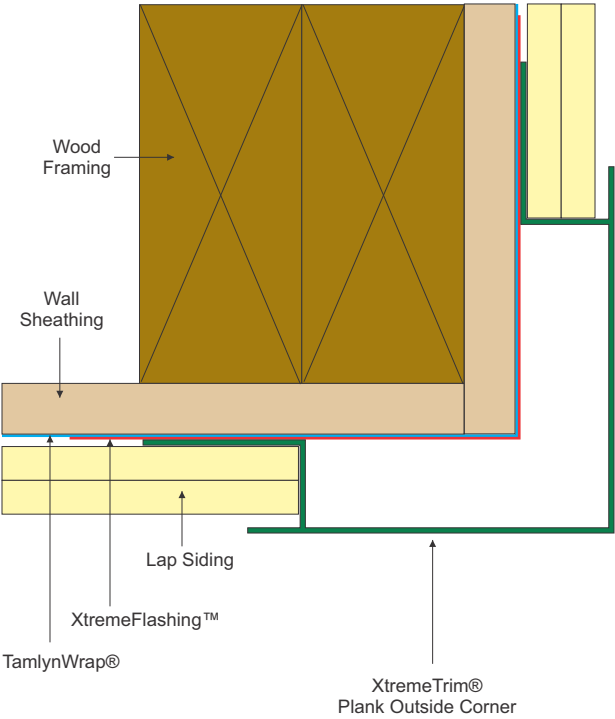 Wood
Framing
Wall
Sheathing
Lap Siding
XtremeFlashing™
TamlynWrap®
XtremeTrim®
Plank Outside Corner